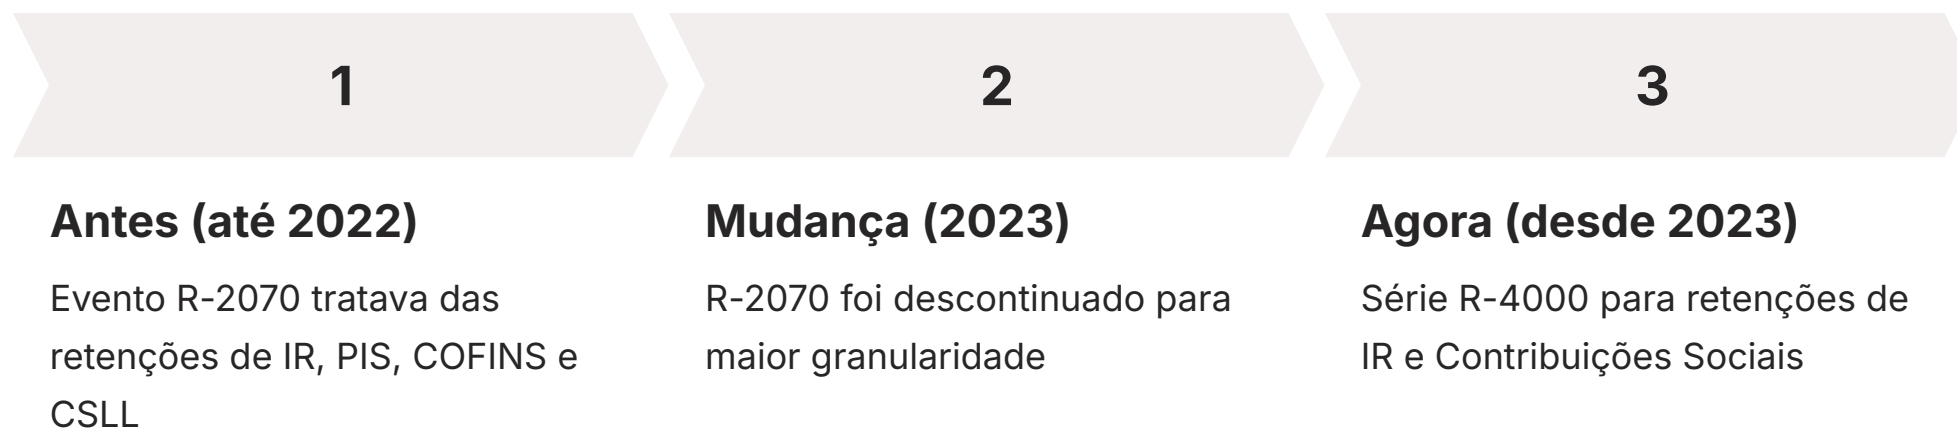 1
2
3
Antes (até 2022)
Evento R-2070 tratava das
retenções de IR, PIS, COFINS e
CSLL
Mudança (2023)
R-2070 foi descontinuado para
maior granularidade
Agora (desde 2023)
Série R-4000 para retenções de
IR e Contribuições Sociais